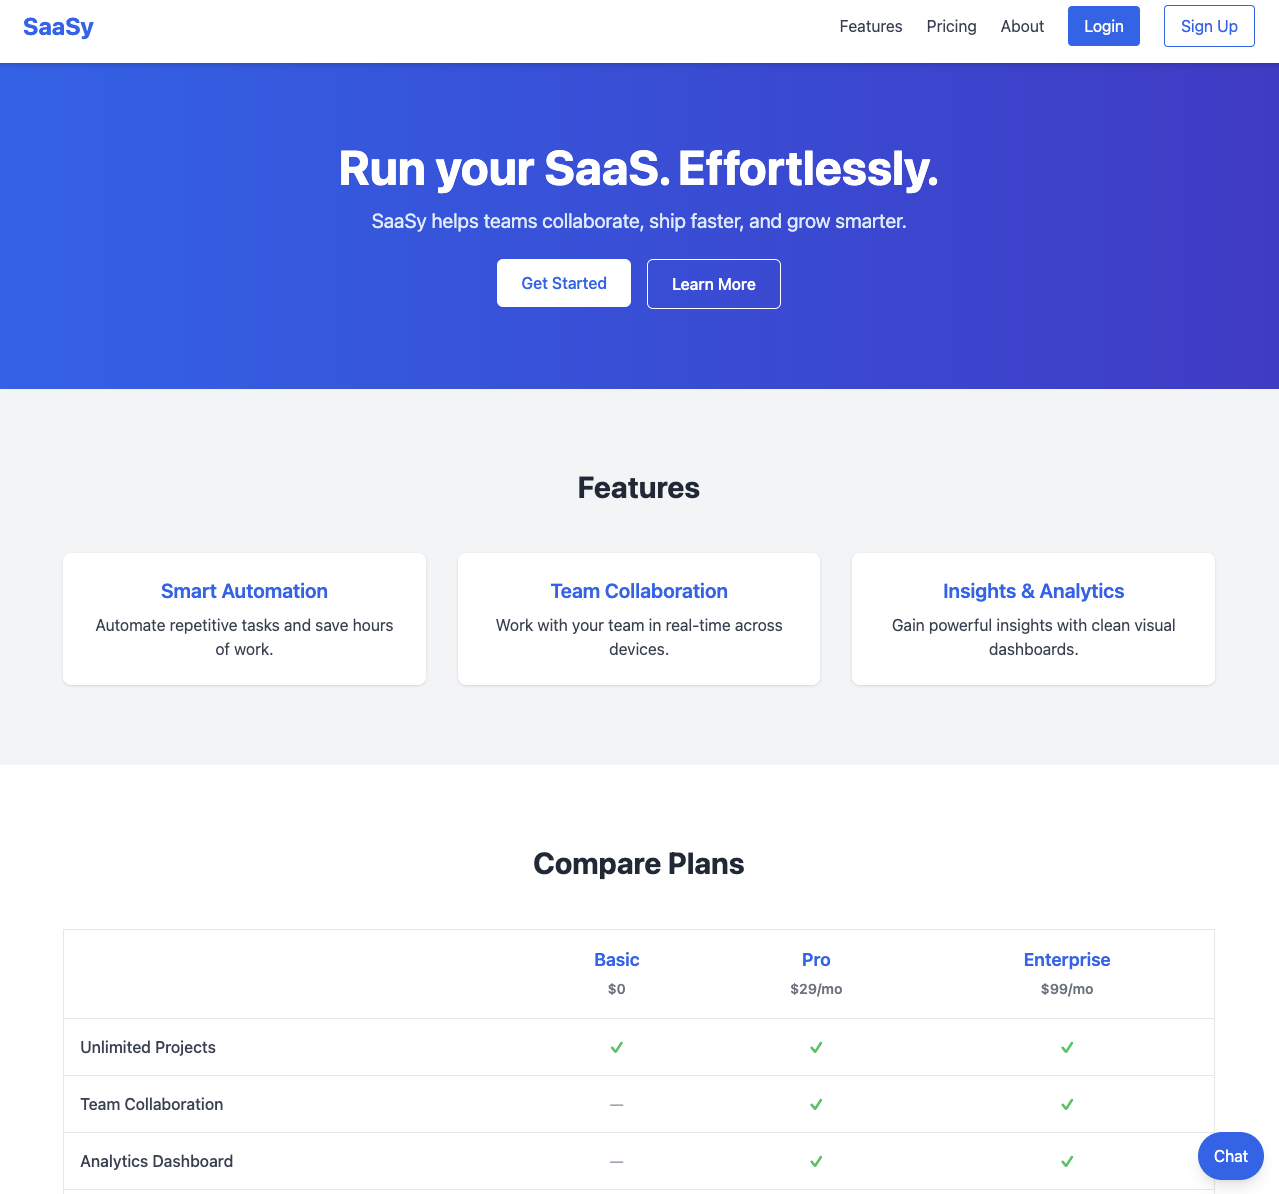 SaaSy
Features Pricing About Login Sign Up
Run your SaaS. Effortlessly.
SaaSy helps teams collaborate, ship faster, and grow smarter.
Get Started Learn More
Features
Smart Automation
Automate repetitive tasks and save hours
of work.
Team Collaboration
Work with your team in real-time across
devices.
Insights & Analytics
Gain powerful insights with clean visual
dashboards.
Compare Plans
Basic Pro Enterprise
$0 $29/mo $99/mo
Unlimited Projects ✓ ✓ ✓
Team Collaboration — ✓ ✓
Analytics Dashboard — ✓ ✓
Chat